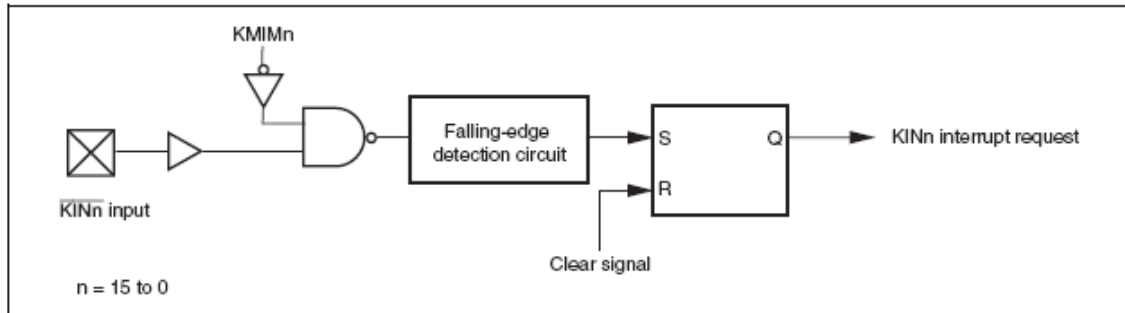 KMIMn
Falling-edge
detection circuit
S
Q
KINn interrupt request
R
KINn input
Clear signal
n = 15 to 0